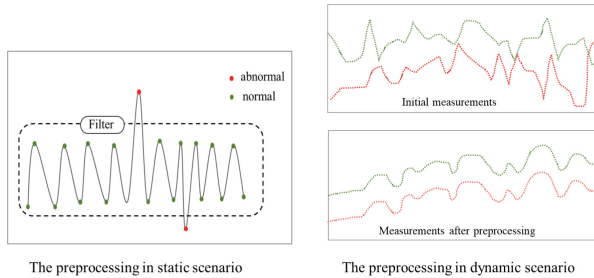 abnormal
normal
Filter
The preprocessing in static scenario
Initial measurements
Measurements after preprocessing
The preprocessing in dynamic scenario